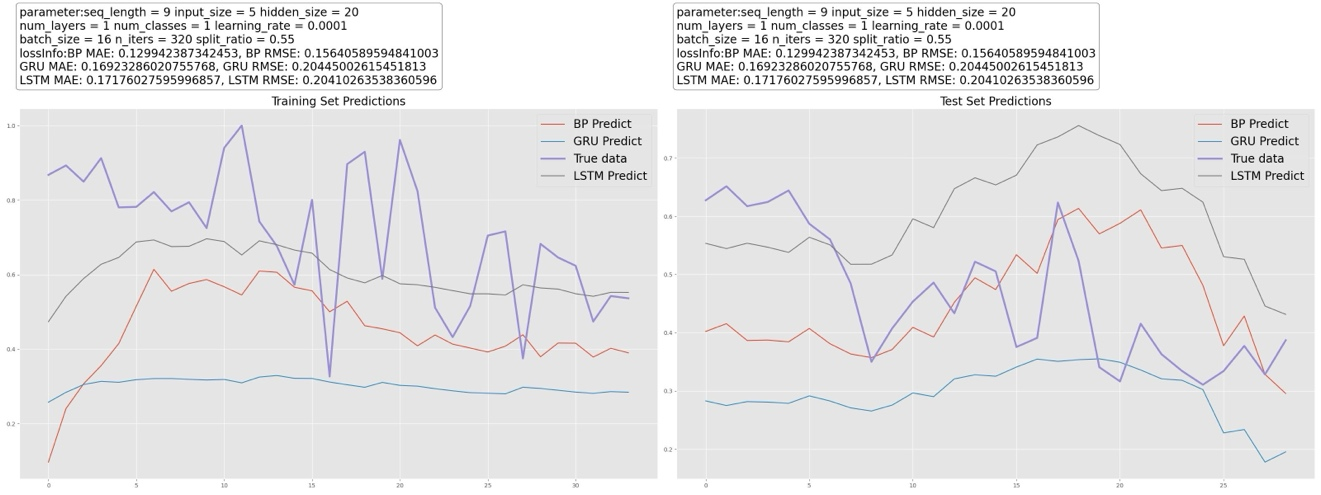 parameter:seq_length = 9 input_size = 5 hidden_size = 20
num_layers = 1 num_classes = 1 learning_rate = 0.0001
batch_size = 16 n_iters = 320 split_ratio = 0.55
lossInfo:BP MAE: 0.129942387342453, BP RMSE: 0.15640589594841003
GRU MAE: 0.16923286020755768, GRU RMSE: 0.20445002615451813
LSTM MAE: 0.17176027595996857, LSTM RMSE: 0.20410263538360596
Training Set Predictions
BP Predict
GRU Predict
True data
LSTM Predict
1.0
0.8
0.6
0.4
0.2
0 5 10 15 20 25 30
parameter:seq_length = 9 input_size = 5 hidden_size = 20
num_layers = 1 num_classes = 1 learning_rate = 0.0001
batch_size = 16 n_iters = 320 split_ratio = 0.55
lossInfo:BP MAE: 0.129942387342453, BP RMSE: 0.15640589594841003
GRU MAE: 0.16923286020755768, GRU RMSE: 0.20445002615451813
LSTM MAE: 0.17176027595996857, LSTM RMSE: 0.20410263538360596
Test Set Predictions
BP Predict
GRU Predict
True data
LSTM Predict
0.7
0.6
0.5
0.4
0.3
0.2
0 5 10 15 20 25